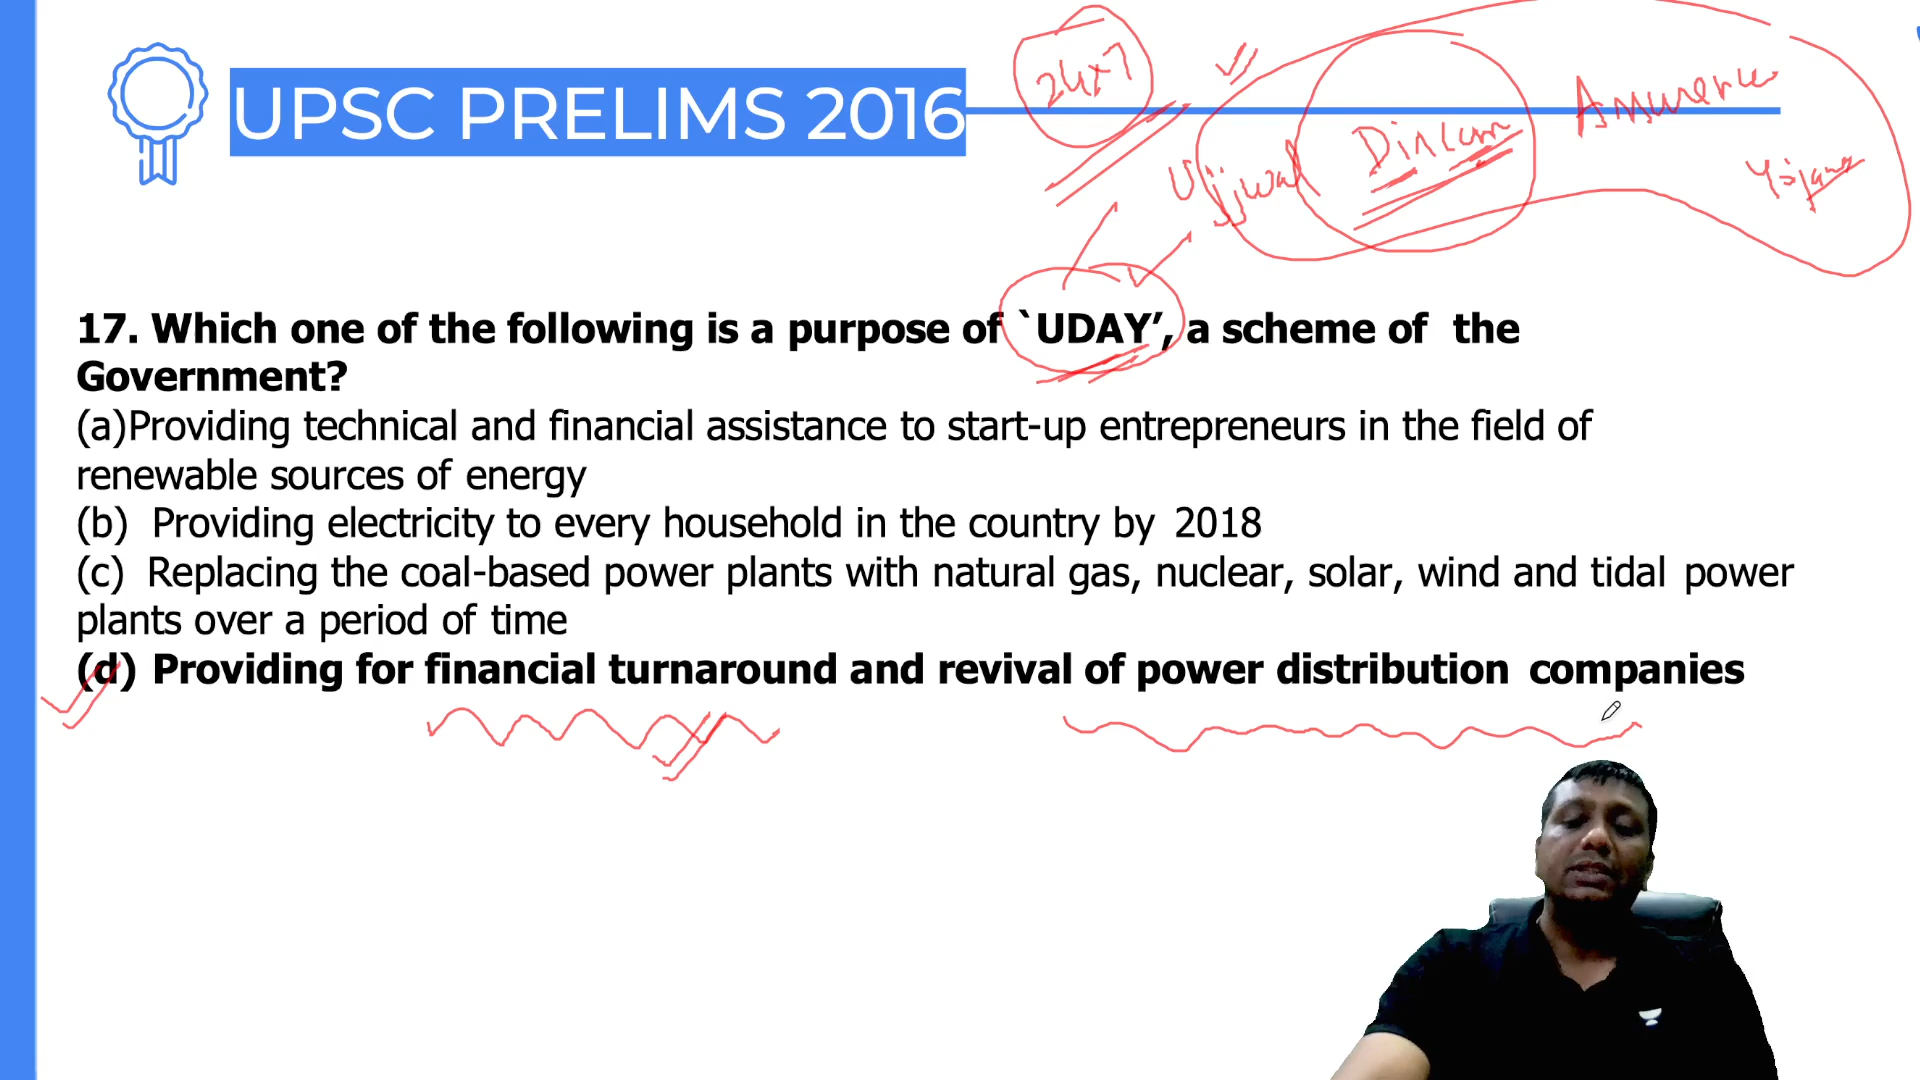 24x7
UPSC PRELIMS 2016
Ujjwal Discom Assurance
Yojana
17. Which one of the following is a purpose of `UDAY’, a scheme of the
Government?
(a)Providing technical and financial assistance to start-up entrepreneurs in the field of
renewable sources of energy
(b) Providing electricity to every household in the country by 2018
(c) Replacing the coal-based power plants with natural gas, nuclear, solar, wind and tidal power
plants over a period of time
(d) Providing for financial turnaround and revival of power distribution companies